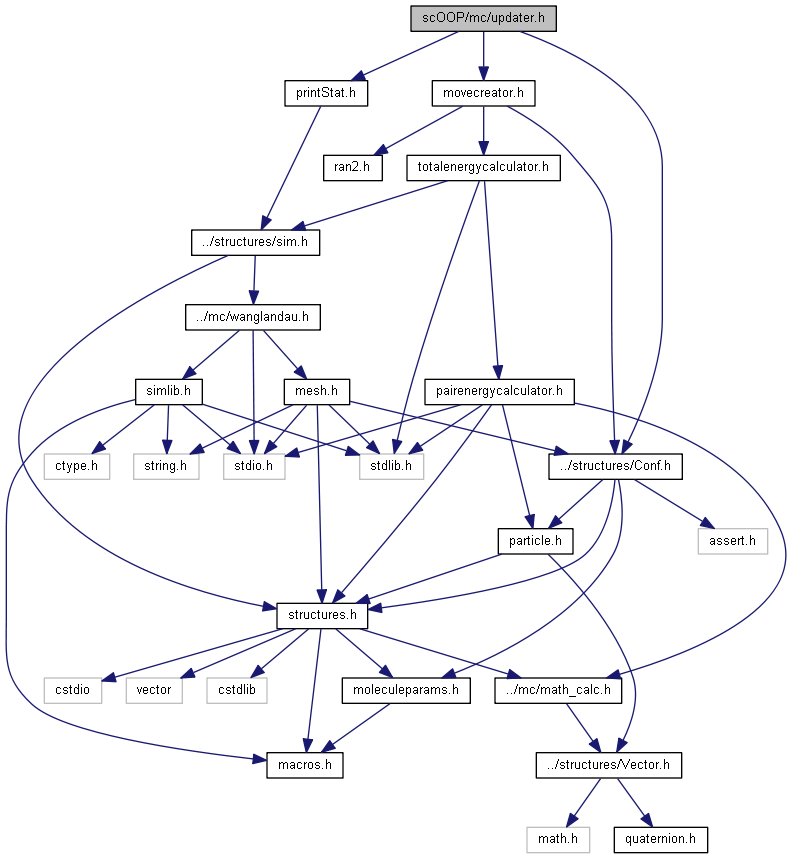 scOOP/mc/updater.h
printStat.h
movecreator.h
ran2.h
totalenergycalculator.h
../structures/sim.h
../mc/wanglandau.h
simlib.h
mesh.h
pairenergycalculator.h
ctype.h
string.h
stdio.h
stdlib.h
../structures/Conf.h
particle.h
assert.h
structures.h
cstdio
vector
cstdlib
moleculeparams.h
../mc/math_calc.h
macros.h
../structures/Vector.h
math.h
quaternion.h